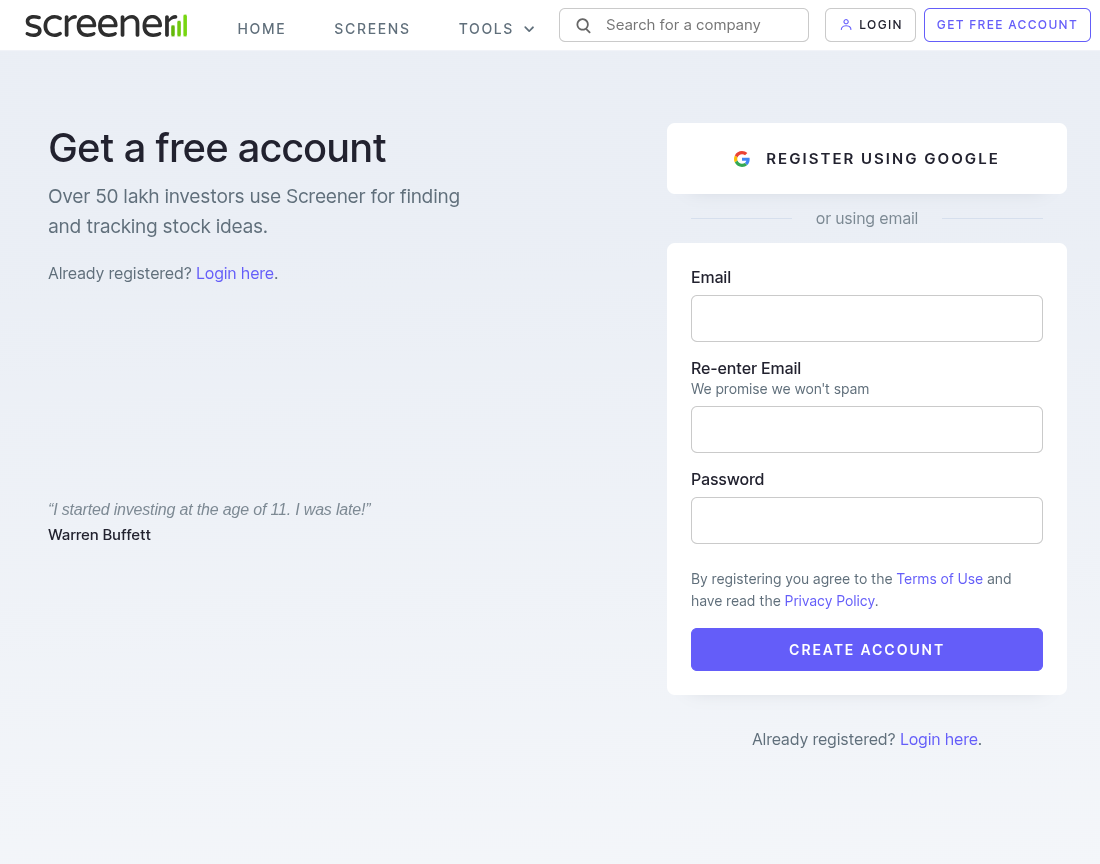 screener
HOME
SCREENS
TOOLS
Search for a company
LOGIN
GET FREE ACCOUNT
Get a free account
Over 50 lakh investors use Screener for finding
and tracking stock ideas.
Already registered? Login here.
“I started investing at the age of 11. I was late!”
Warren Buffett
REGISTER USING GOOGLE
or using email
Email
Re-enter Email
We promise we won't spam
Password
By registering you agree to the Terms of Use and
have read the Privacy Policy.
CREATE ACCOUNT
Already registered? Login here.